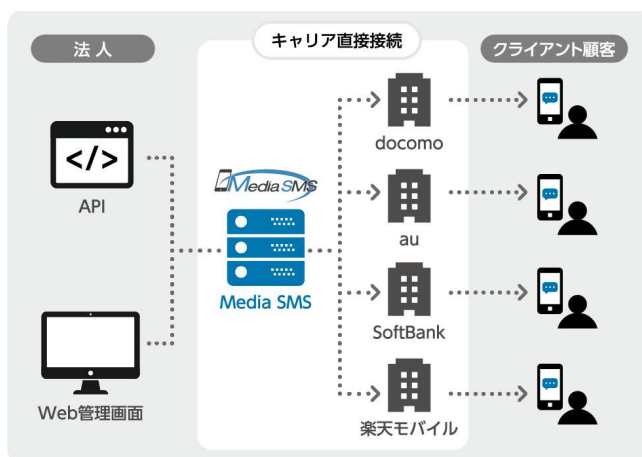 法人
キャリア直接接続
クライアント顧客
</>
API
Web管理画面
Media SMS
Media SMS
docomo
au
SoftBank
楽天モバイル